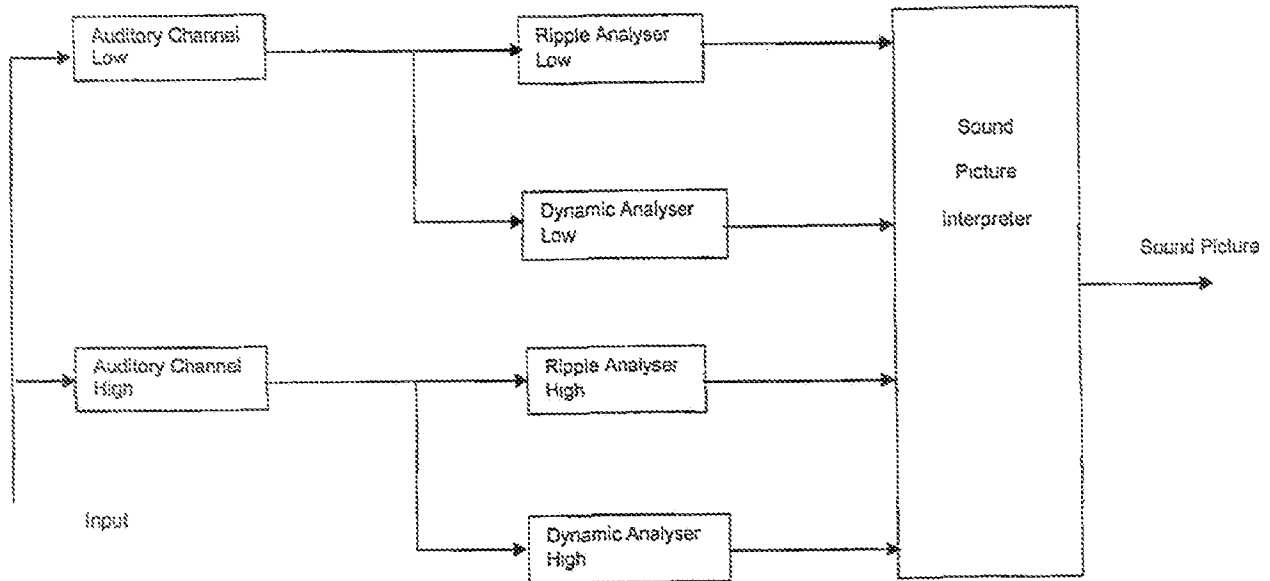 Auditory Channel
Low
Ripple Analyser
Low
Sound
Picture
Interpreter
Dynamic Analyser
Low
Sound Picture
Auditory Channel
High
Ripple Analyser
High
Input
Dynamic Analyser
High